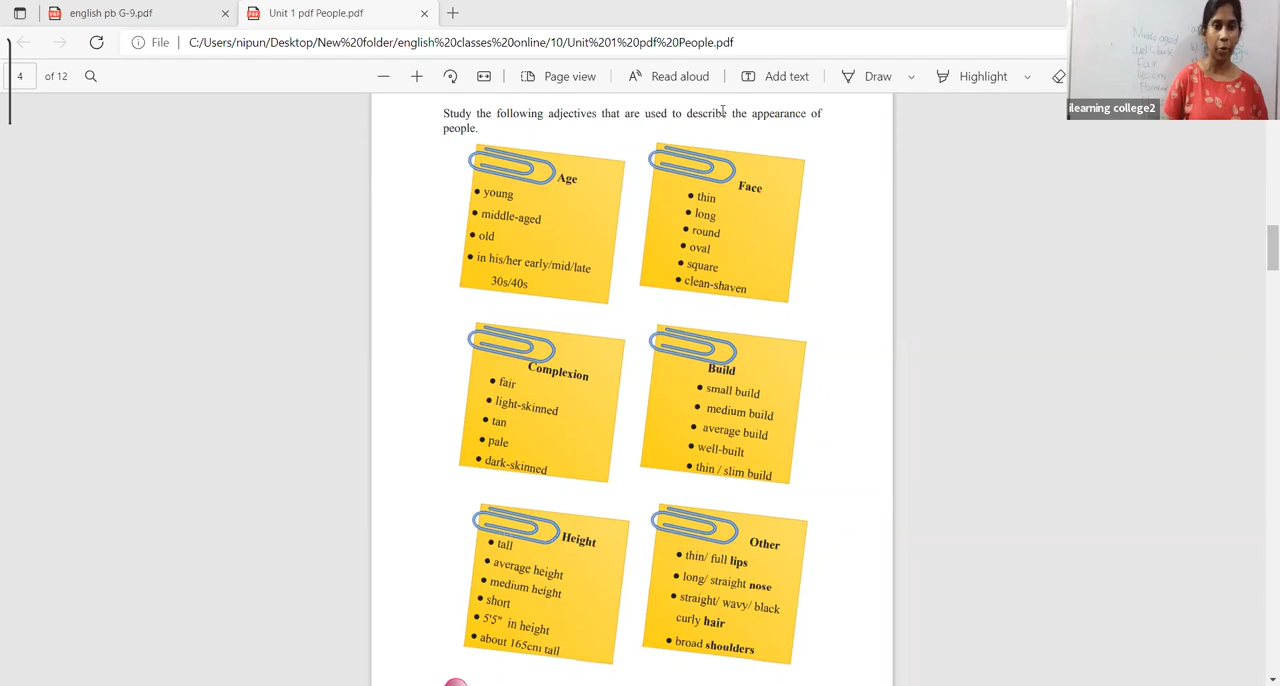 english pb G-9.pdf
Unit 1 pdf People.pdf
File
C:/Users/nipun/Desktop/New%20folder/english%20classes%20online/10/Unit%201%20pdf%20People.pdf
4 of 12
Page view
Read aloud
Add text
Draw
Highlight
ilearning college2
Middle aged
Well-built
Fair
Study the following adjectives that are used to describe the appearance of
people.
Age
• young
• middle-aged
• old
• in his/her early/mid/late
30s/40s
Face
• thin
• long
• round
• oval
• square
• clean-shaven
Complexion
• fair
• light-skinned
• tan
• pale
• dark-skinned
Build
• small build
• medium build
• average build
• well-built
• thin / slim build
Height
• tall
• average height
• medium height
• short
• 5'5" in height
• about 165cm tall
Other
• thin/ full lips
• long/ straight nose
• straight/ wavy/ black
curly hair
• broad shoulders